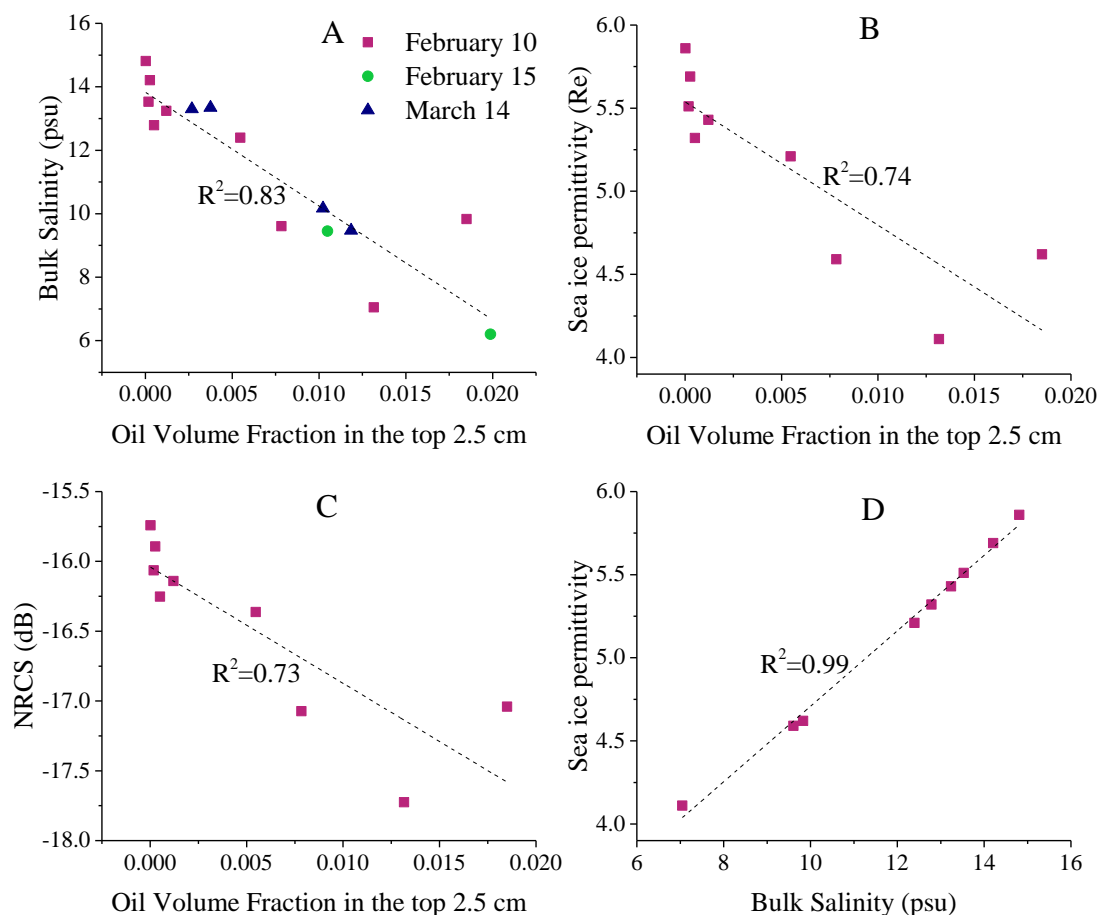 A
February 10
February 15
March 14
R²=0.83
Bulk Salinity (psu)
16
14
12
10
8
6
0.000 0.005 0.010 0.015 0.020
Oil Volume Fraction in the top 2.5 cm
B
R²=0.74
Sea ice permittivity (Re)
6.0
5.5
5.0
4.5
4.0
0.000 0.005 0.010 0.015 0.020
Oil Volume Fraction in the top 2.5 cm
C
R²=0.73
NRCS (dB)
-15.5
-16.0
-16.5
-17.0
-17.5
-18.0
0.000 0.005 0.010 0.015 0.020
Oil Volume Fraction in the top 2.5 cm
D
R²=0.99
Sea ice permittivity
6.0
5.5
5.0
4.5
4.0
6 8 10 12 14 16
Bulk Salinity (psu)